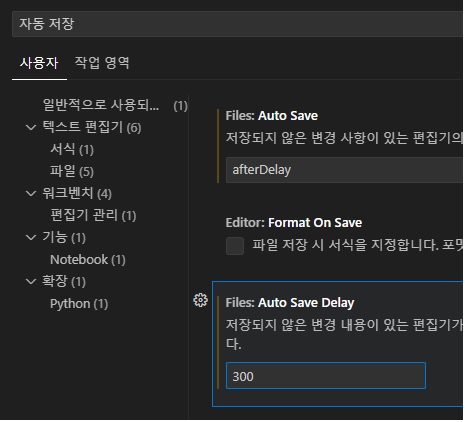 자동 저장
사용자 작업 영역
일반적으로 사용되... (1)
텍스트 편집기 (6)
서식 (1)
파일 (5)
워크벤치 (4)
편집기 관리 (1)
기능 (1)
Notebook (1)
확장 (1)
Python (1)
Files: Auto Save
저장되지 않은 변경 사항이 있는 편집기의
afterDelay
Editor: Format On Save
파일 저장 시 서식을 지정합니다. 포맷
Files: Auto Save Delay
저장되지 않은 변경 내용이 있는 편집기가
다.
300